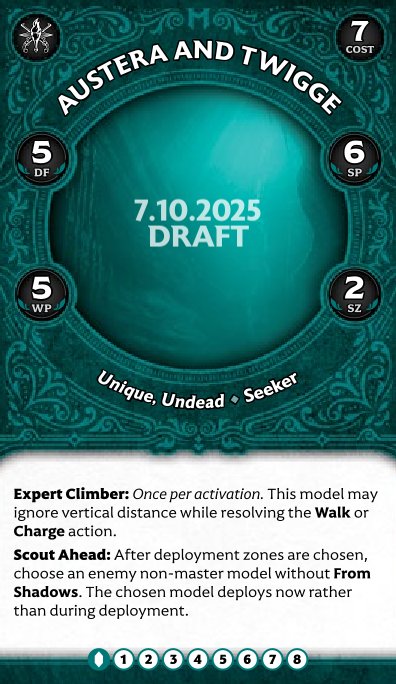 7
COST
AUSTERA AND TWIGGE
5
DF
6
SP
7.10.2025
DRAFT
5
WP
2
SZ
Unique, Undead ◆ Seeker
Expert Climber: Once per activation. This model may
ignore vertical distance while resolving the Walk or
Charge action.
Scout Ahead: After deployment zones are chosen,
choose an enemy non-master model without From
Shadows. The chosen model deploys now rather
than during deployment.
1 2 3 4 5 6 7 8